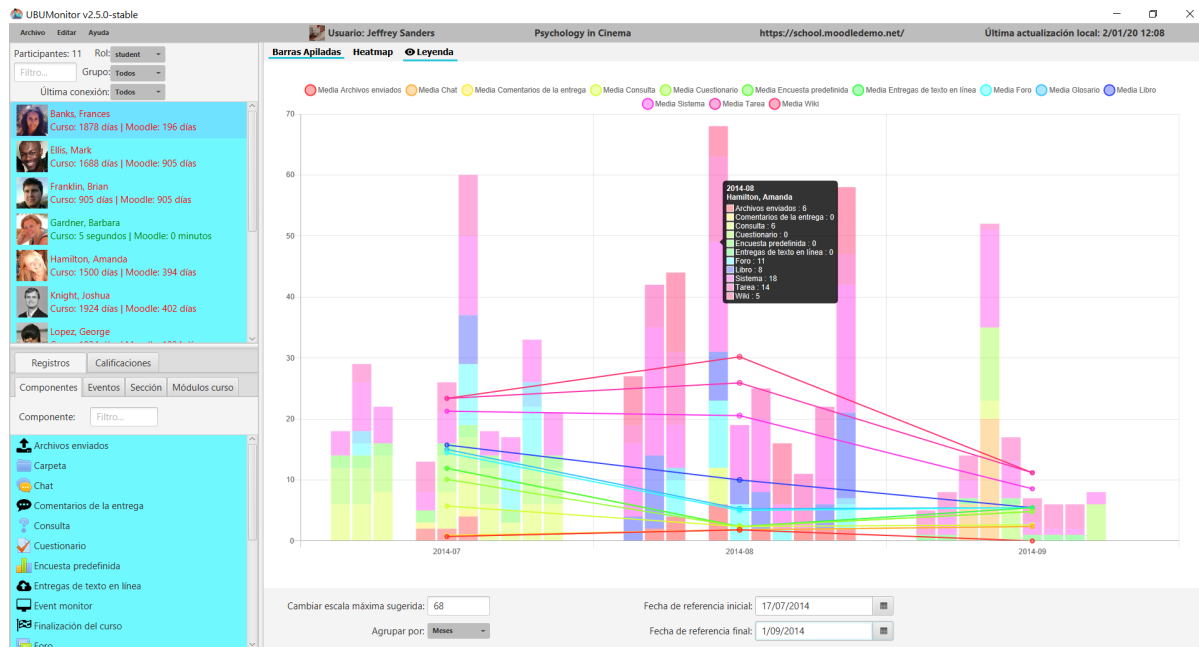 UBUMonitor v2.5.0-stable
Archivo Editar Ayuda
Usuario: Jeffrey Sanders
Psychology in Cinema
https://school.moodledemo.net/
Última actualización local: 2/01/20 12:08
Participantes: 11 Rol: student
Filtro... Grupo: Todos
Última conexión: Todos
Banks, Frances
Curso: 1878 días | Moodle: 196 días
Ellis, Mark
Curso: 1688 días | Moodle: 905 días
Franklin, Brian
Curso: 905 días | Moodle: 905 días
Gardner, Barbara
Curso: 5 segundos | Moodle: 0 minutos
Hamilton, Amanda
Curso: 1500 días | Moodle: 394 días
Knight, Joshua
Curso: 1924 días | Moodle: 402 días
Lopez, George
Registros Calificaciones
Componentes Eventos Sección Módulos curso
Componente: Filtro...
Archivos enviados
Carpeta
Chat
Comentarios de la entrega
Consulta
Cuestionario
Encuesta predefinida
Entregas de texto en línea
Event monitor
Finalización del curso
Foro
Barras Apiladas Heatmap Leyenda
Media Archivos enviados Media Chat Media Comentarios de la entrega Media Consulta Media Cuestionario Media Encuesta predefinida Media Entregas de texto en línea Media Foro Media Glosario Media Libro
Media Sistema Media Tarea Media Wiki
70
60
50
40
30
20
10
0
2014-08
Hamilton, Amanda
Archivos enviados : 6
Comentarios de la entrega : 0
Consulta : 6
Cuestionario : 0
Encuesta predefinida : 0
Entregas de texto en línea : 0
Foro : 11
Libro : 8
Sistema : 18
Tarea : 14
Wiki : 5
2014-07 2014-08 2014-09
Cambiar escala máxima sugerida: 68
Fecha de referencia inicial: 17/07/2014
Agrupar por: Meses
Fecha de referencia final: 1/09/2014